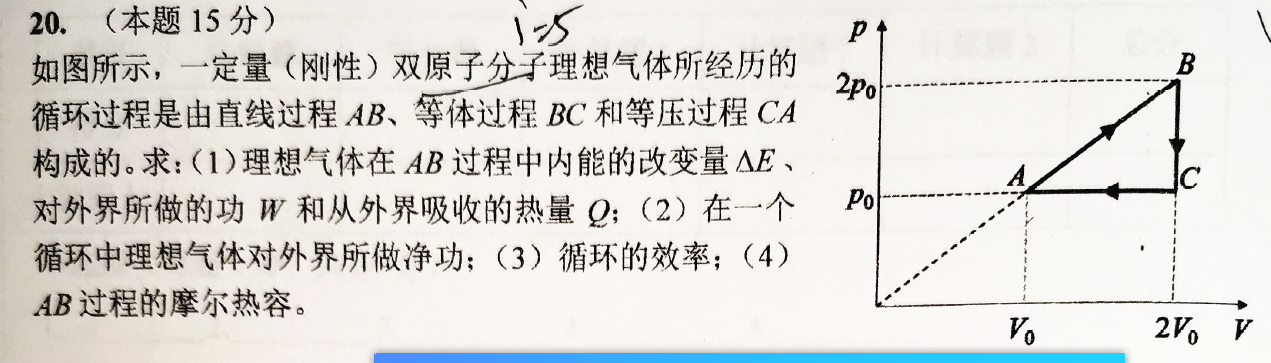 20. （本题 15 分）
i=5
如图所示，一定量（刚性）双原子分子理想气体所经历的
循环过程是由直线过程 AB、等体过程 BC 和等压过程 CA
构成的。求：（1）理想气体在 AB 过程中内能的改变量 ΔE、
对外界所做的功 W 和从外界吸收的热量 Q；（2）在一个
循环中理想气体对外界所做净功；（3）循环的效率；（4）
AB 过程的摩尔热容。
p
B
2p₀
A
C
p₀
V₀
2V₀
V